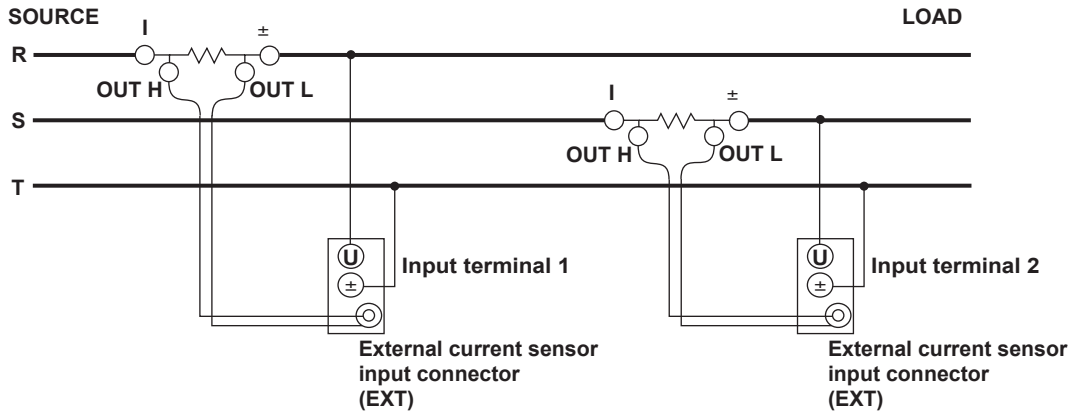 SOURCE
LOAD
I
±
R
OUT H
OUT L
I
±
S
OUT H
OUT L
T
U
±
Input terminal 1
U
±
Input terminal 2
External current sensor
input connector
(EXT)
External current sensor
input connector
(EXT)